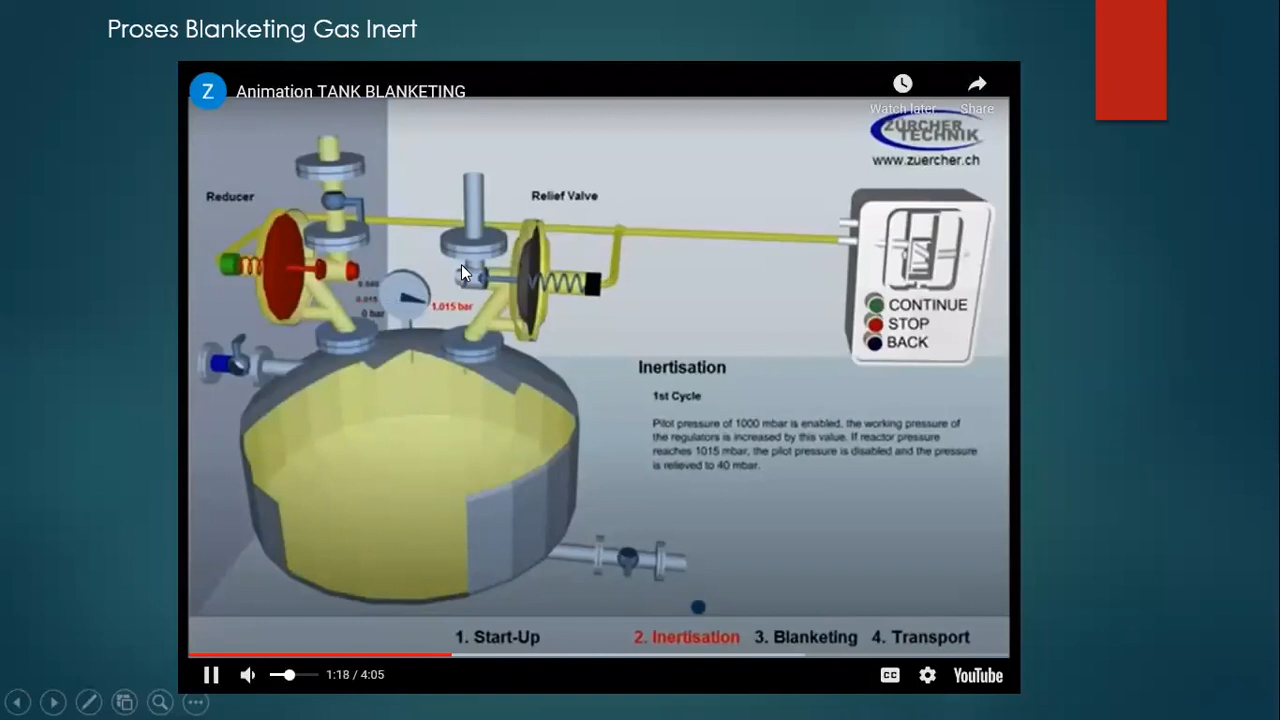 Proses Blanketing Gas Inert
Z
Animation TANK BLANKETING
Watch later
Share
ZÜRCHER
TECHNIK
www.zuercher.ch
Reducer
Relief Valve
0.015
0 bar
1.015 bar
CONTINUE
STOP
BACK
Inertisation
1st Cycle
Pilot pressure of 1000 mbar is enabled, the working pressure of
the regulators is increased by this value. If reactor pressure
reaches 1015 mbar, the pilot pressure is disabled and the pressure
is relieved to 40 mbar.
1. Start-Up
2. Inertisation
3. Blanketing
4. Transport
1:18 / 4:05
CC
YouTube